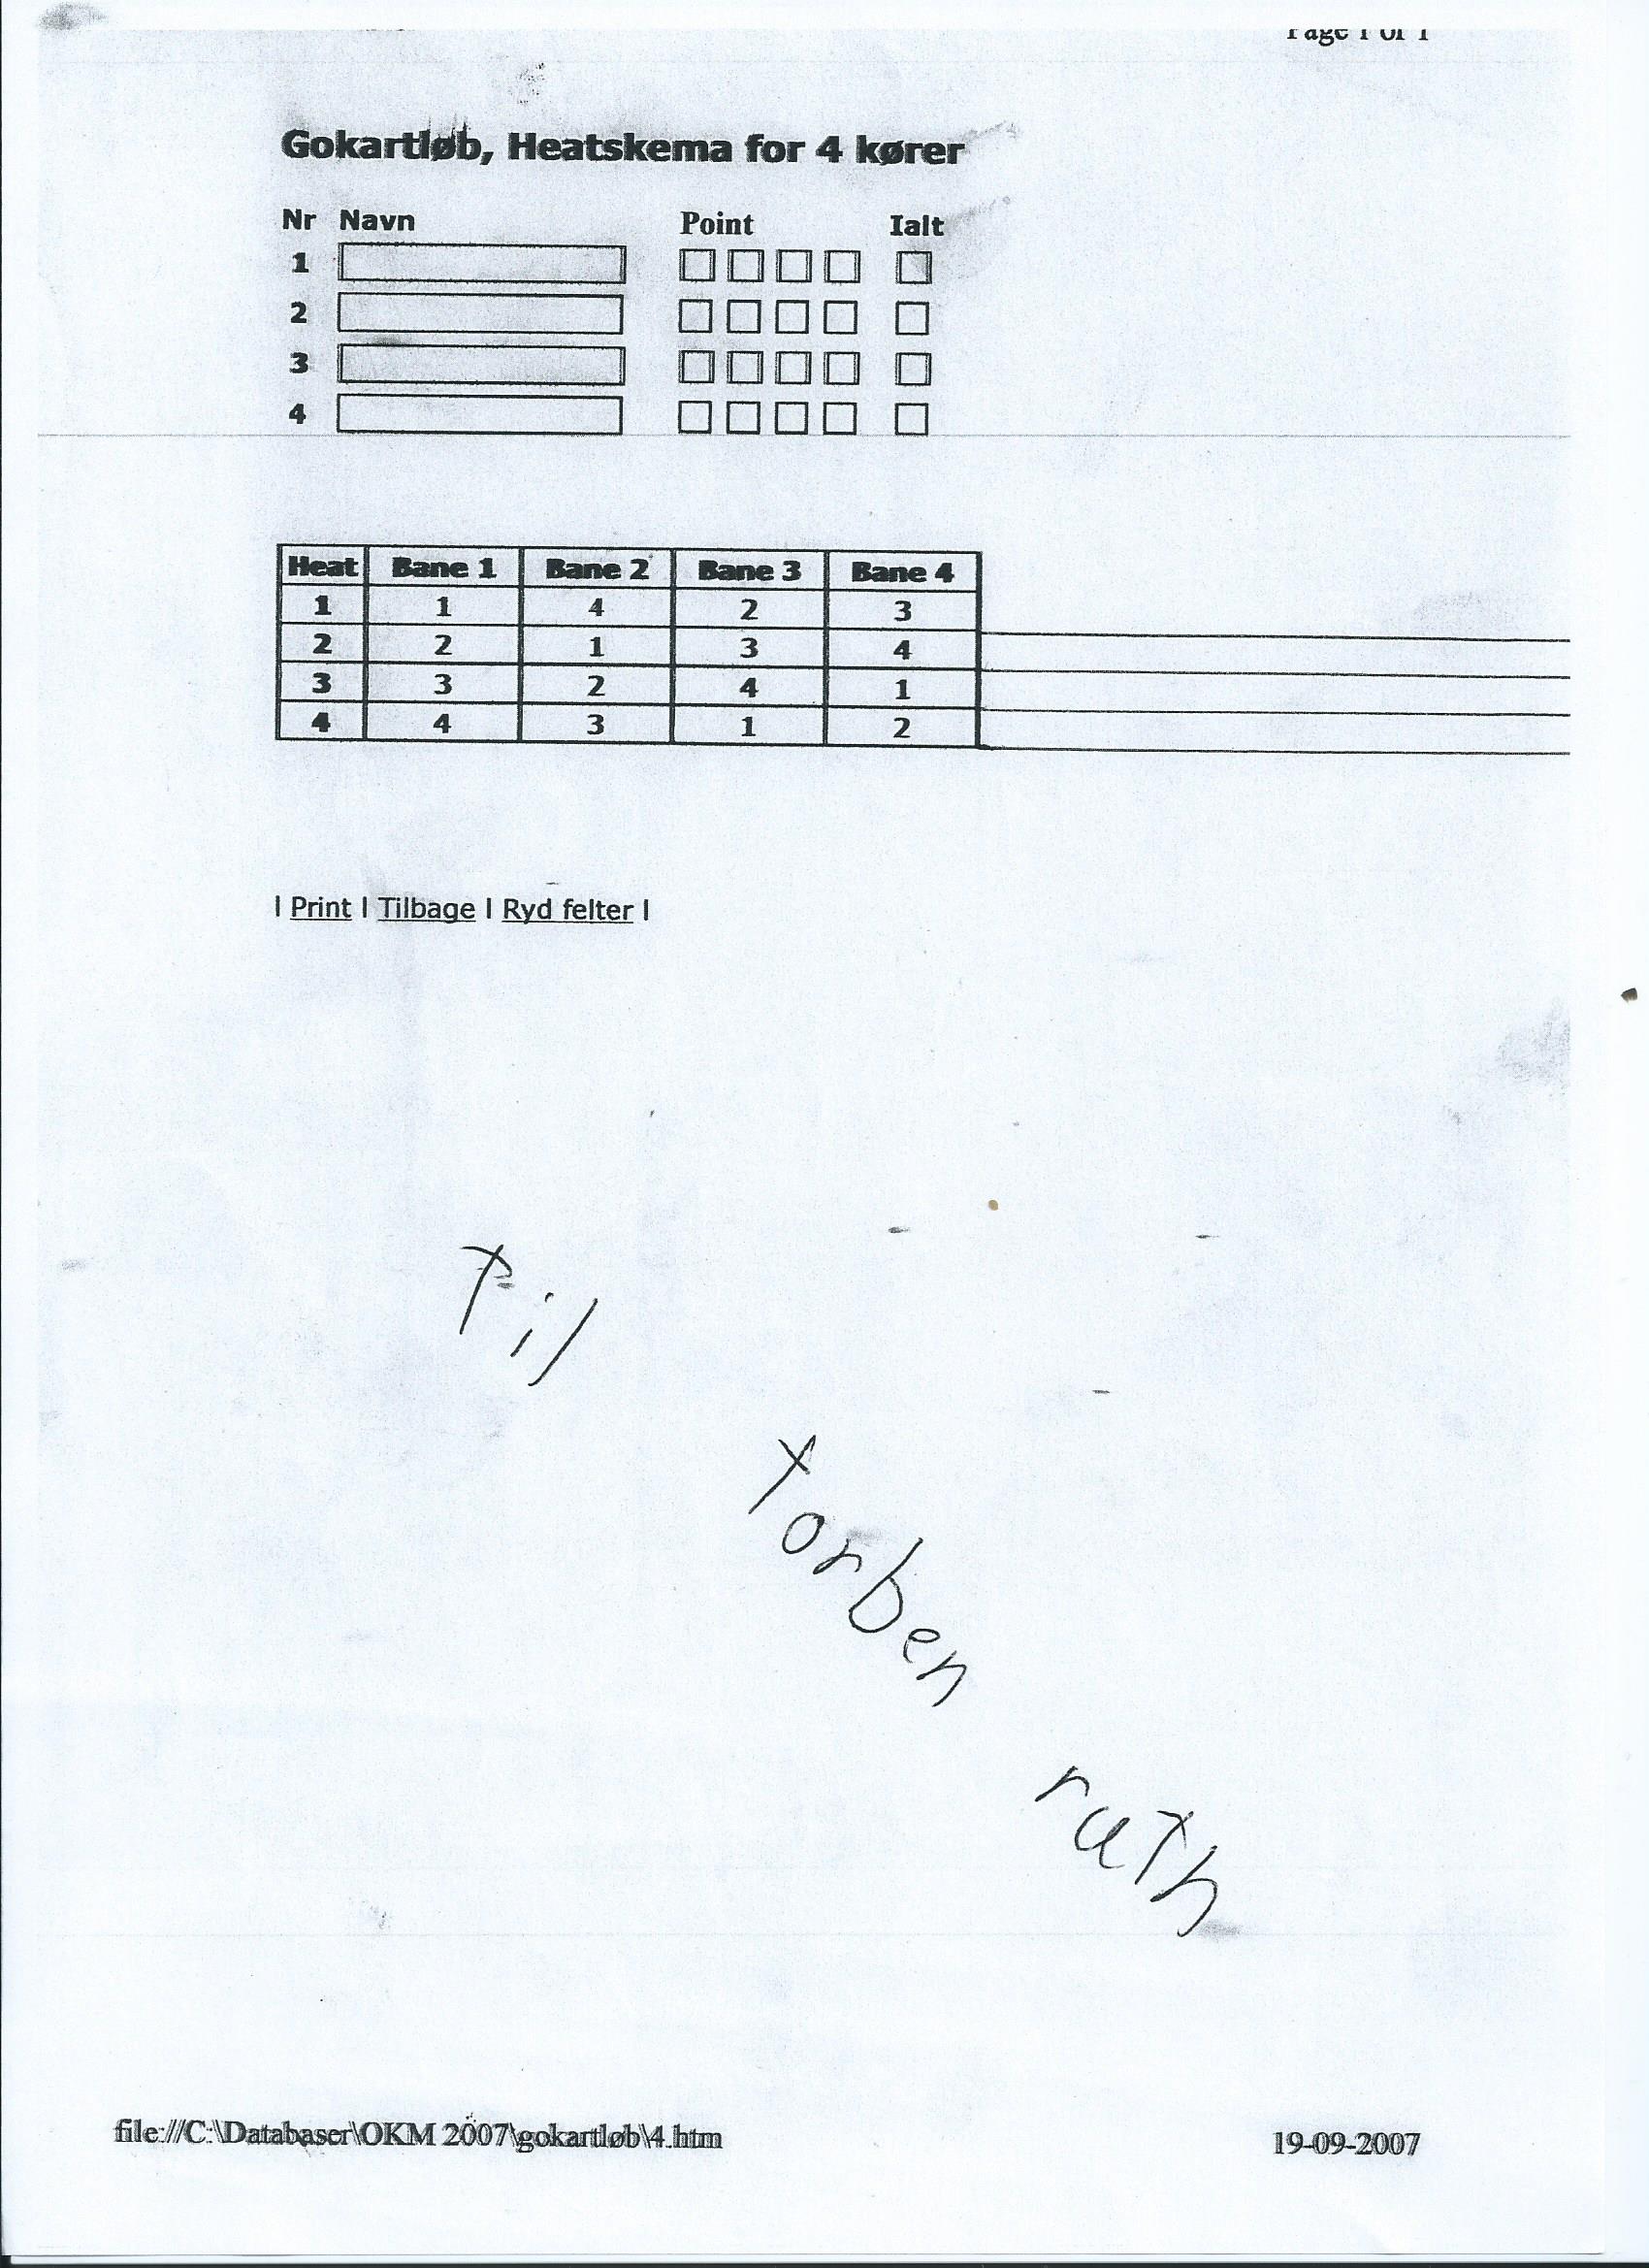 Page 1 of 1
Gokartløb, Heatskema for 4 kører
Nr Navn Point Ialt
1
2
3
4
Heat Bane 1 Bane 2 Bane 3 Bane 4
1 1 4 2 3
2 2 1 3 4
3 3 2 4 1
4 4 3 1 2
| Print | Tilbage | Ryd felter |
Til
torben
ruth
file://C:\Databaser\OKM 2007\gokartløb\4.htm 19-09-2007